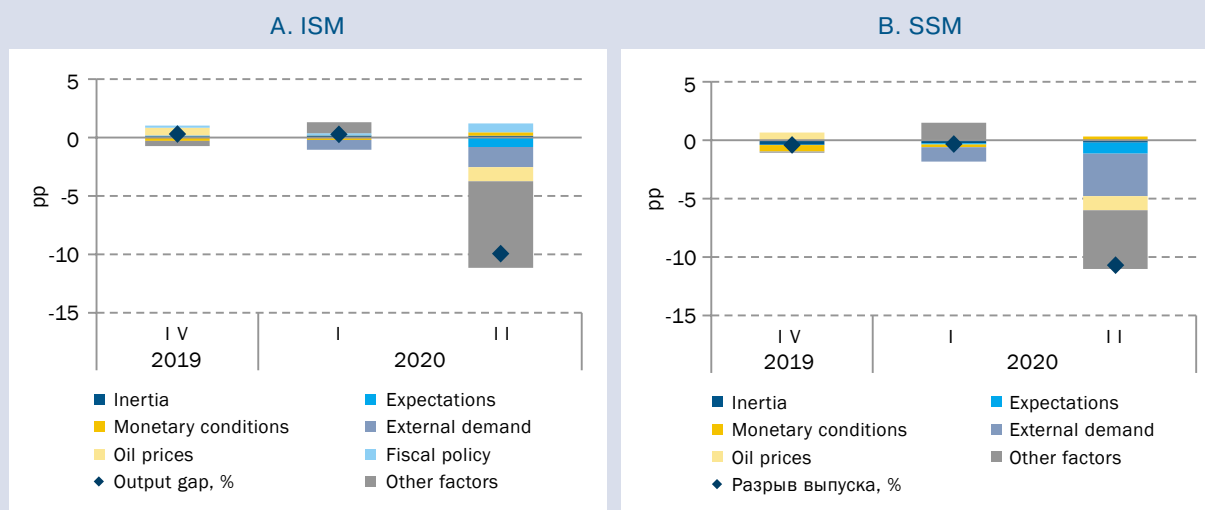 A. ISM
5
0
-5
-10
-15
pp
I V
I
I I
2019
2020
Inertia
Expectations
Monetary conditions
External demand
Oil prices
Fiscal policy
Output gap, %
Other factors
B. SSM
5
0
-5
-10
-15
pp
I V
I
I I
2019
2020
Inertia
Expectations
Monetary conditions
External demand
Oil prices
Other factors
Разрыв выпуска, %